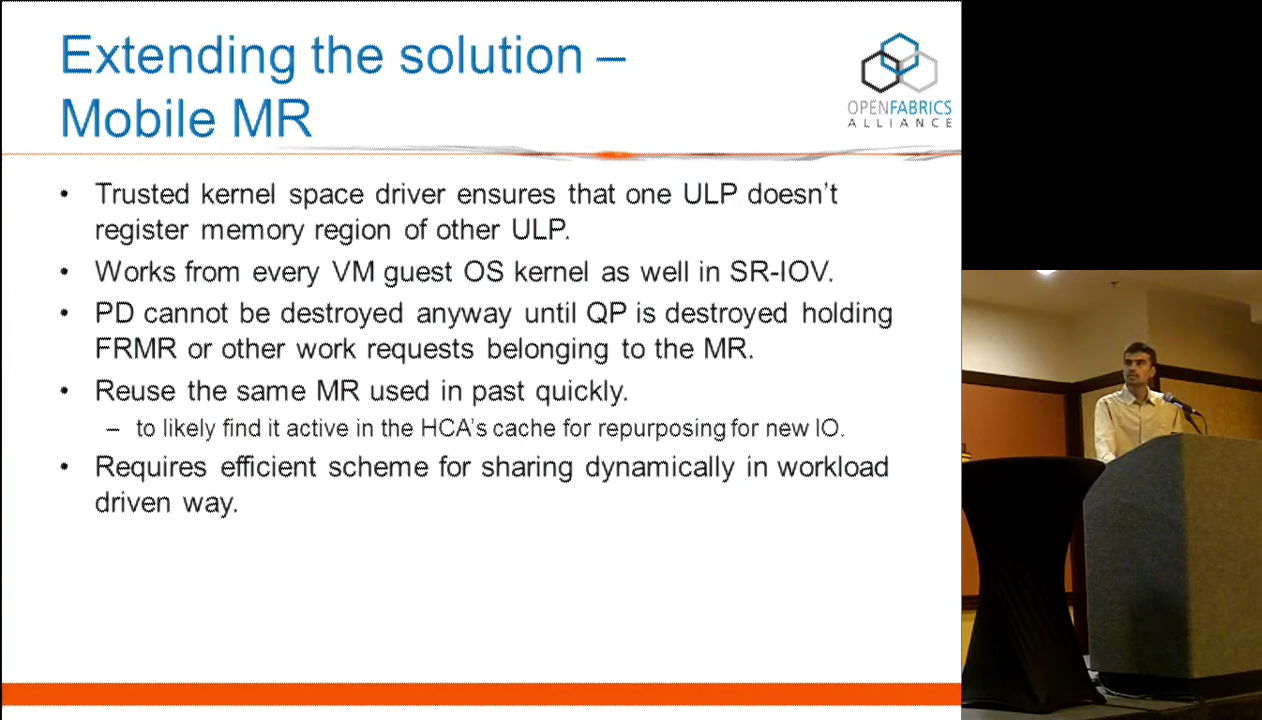 Extending the solution –
Mobile MR
OPENFABRICS
ALLIANCE
• Trusted kernel space driver ensures that one ULP doesn't
register memory region of other ULP.
• Works from every VM guest OS kernel as well in SR-IOV.
• PD cannot be destroyed anyway until QP is destroyed holding
FRMR or other work requests belonging to the MR.
• Reuse the same MR used in past quickly.
– to likely find it active in the HCA's cache for repurposing for new IO.
• Requires efficient scheme for sharing dynamically in workload
driven way.